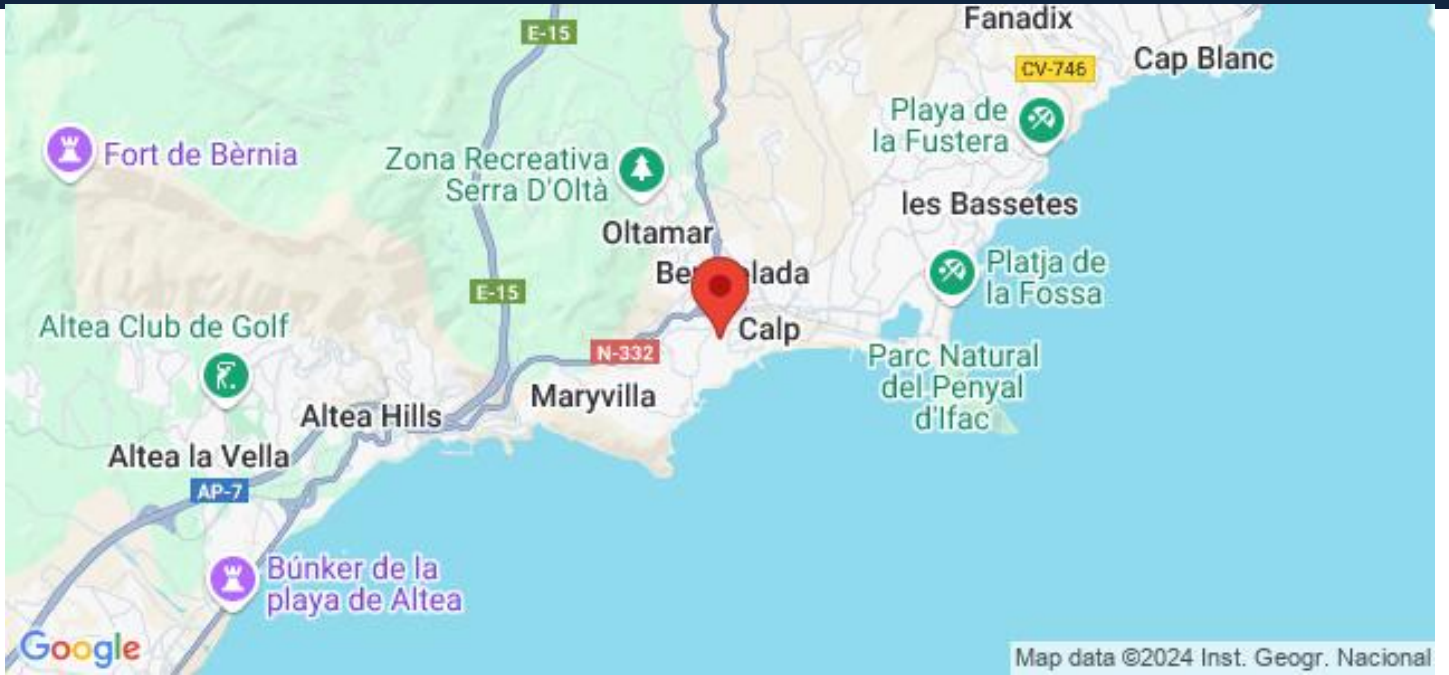 E-15
Fanadix
CV-746
Cap Blanc
Playa de
la Fustera
Fort de Bèrnia
Zona Recreativa
Serra D'Oltà
les Bassetes
Oltamar
Platja de
la Fossa
E-15
Altea Club de Golf
Calp
N-332
Parc Natural
del Penyal
d'Ifac
Maryvilla
Altea Hills
Altea la Vella
AP-7
Búnker de la
playa de Altea
Google
Map data ©2024 Inst. Geogr. Nacional